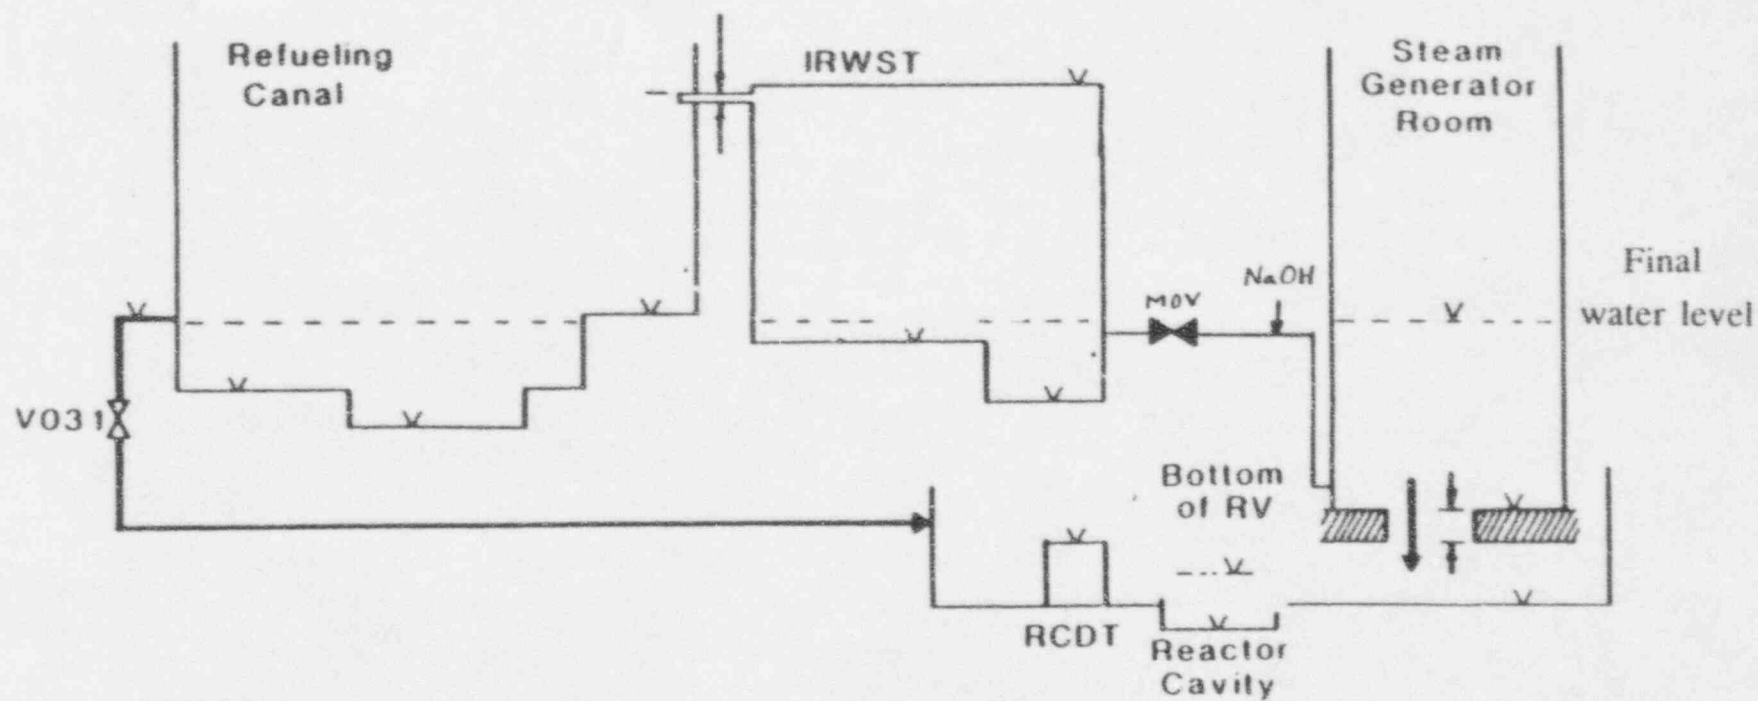 Refueling
Canal
IRWST
Steam
Generator
Room
Final
water level
NaOH
MOV
V031
Bottom
of RV
RCDT
Reactor
Cavity